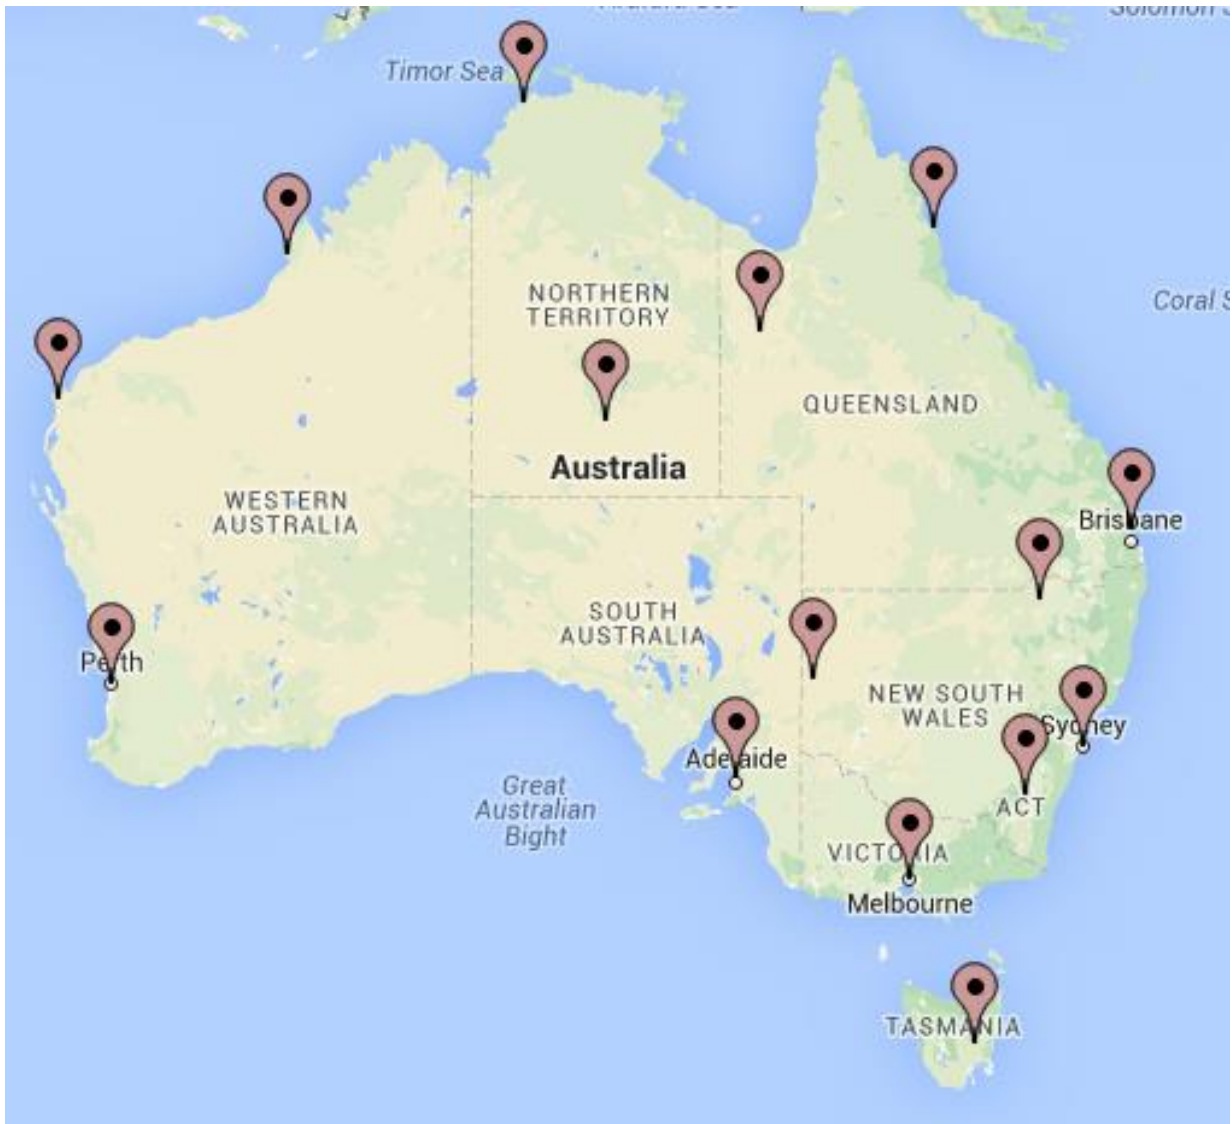 Timor Sea
NORTHERN
TERRITORY
Coral
QUEENSLAND
Australia
WESTERN
AUSTRALIA
Brisbane
SOUTH
AUSTRALIA
Perth
NEW SOUTH
WALES
Sydney
Adelaide
Great
Australian
Bight
ACT
VICTORIA
Melbourne
TASMANIA